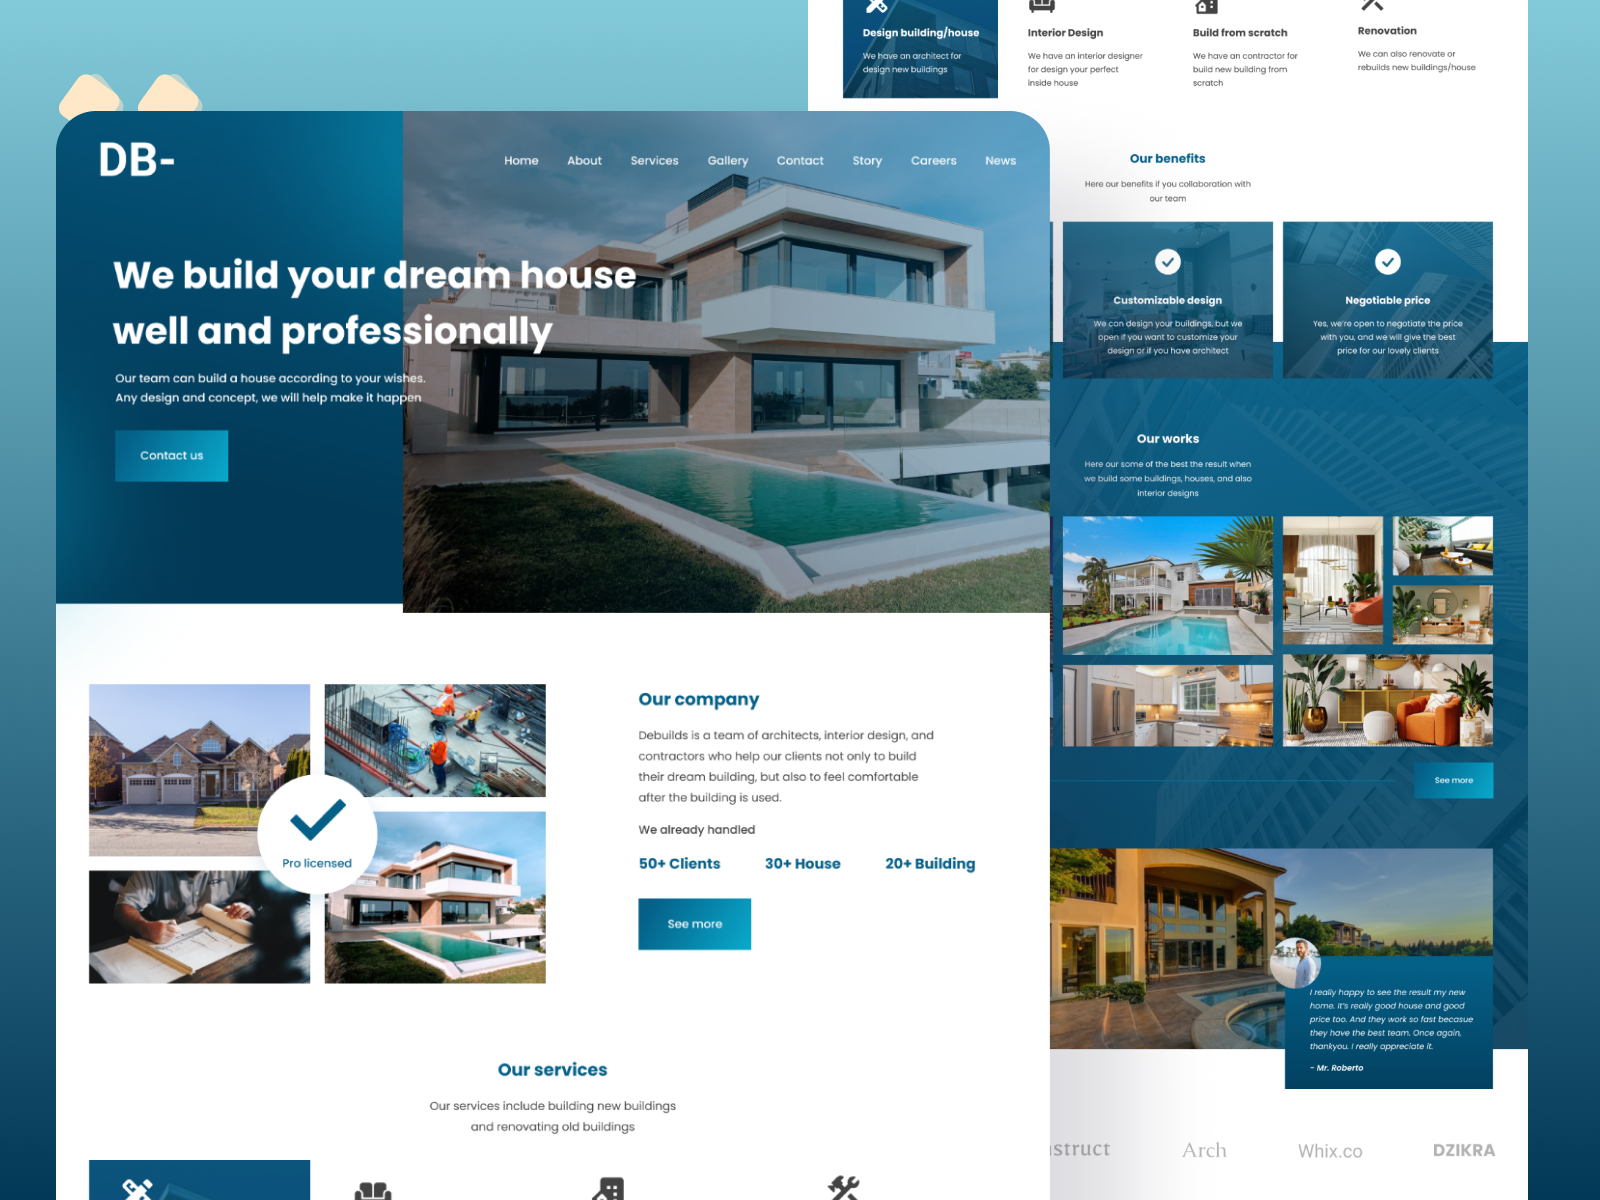 DB-
Home About Services Gallery Contact Story Careers News
We build your dream house
well and professionally
Our team can build a house according to your wishes.
Any design and concept, we will help make it happen
Contact us
Pro licensed
Our company
Debuilds is a team of architects, interior design, and
contractors who help our clients not only to build
their dream building, but also to feel comfortable
after the building is used.
We already handled
50+ Clients 30+ House 20+ Building
See more
Our services
Our services include building new buildings
and renovating old buildings
Design building/house
We have an architect for
design new buildings
Interior Design
We have an interior designer
for design your perfect
inside house
Build from scratch
We have an contractor for
build new building from
scratch
Renovation
We can also renovate or
rebuilds new buildings/house
Our benefits
Here our benefits if you collaboration with
our team
Customizable design
We can design your buildings, but we
open if you want to customize your
design or if you have architect
Negotiable price
Yes, we're open to negotiate the price
with you, and we will give the best
price for our lovely clients
Our works
Here our some of the best the result when
we build some buildings, houses, and also
interior designs
See more
I really happy to see the result my new
home. It's really good house and good
price too. And they work so fast becasue
they have the best team. Once again,
thankyou. I really appreciate it.
- Mr. Roberto
struct Arch Whix.co DZIKRA